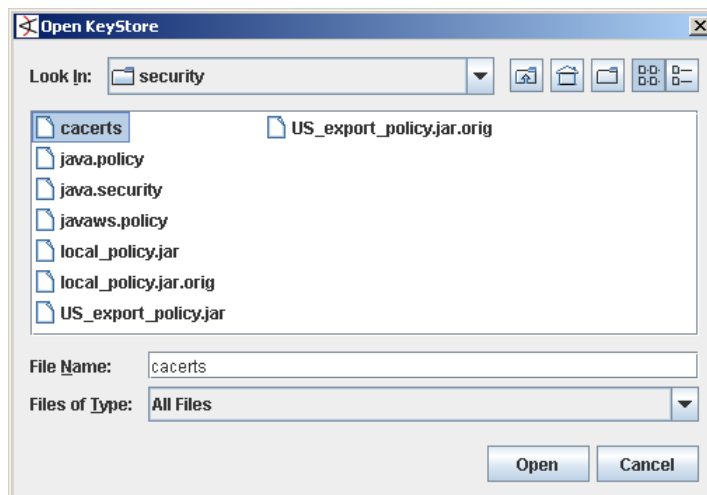 Open KeyStore
Look In: security
cacerts US_export_policy.jar.orig
java.policy
java.security
javaws.policy
local_policy.jar
local_policy.jar.orig
US_export_policy.jar
File Name: cacerts
Files of Type: All Files
Open Cancel